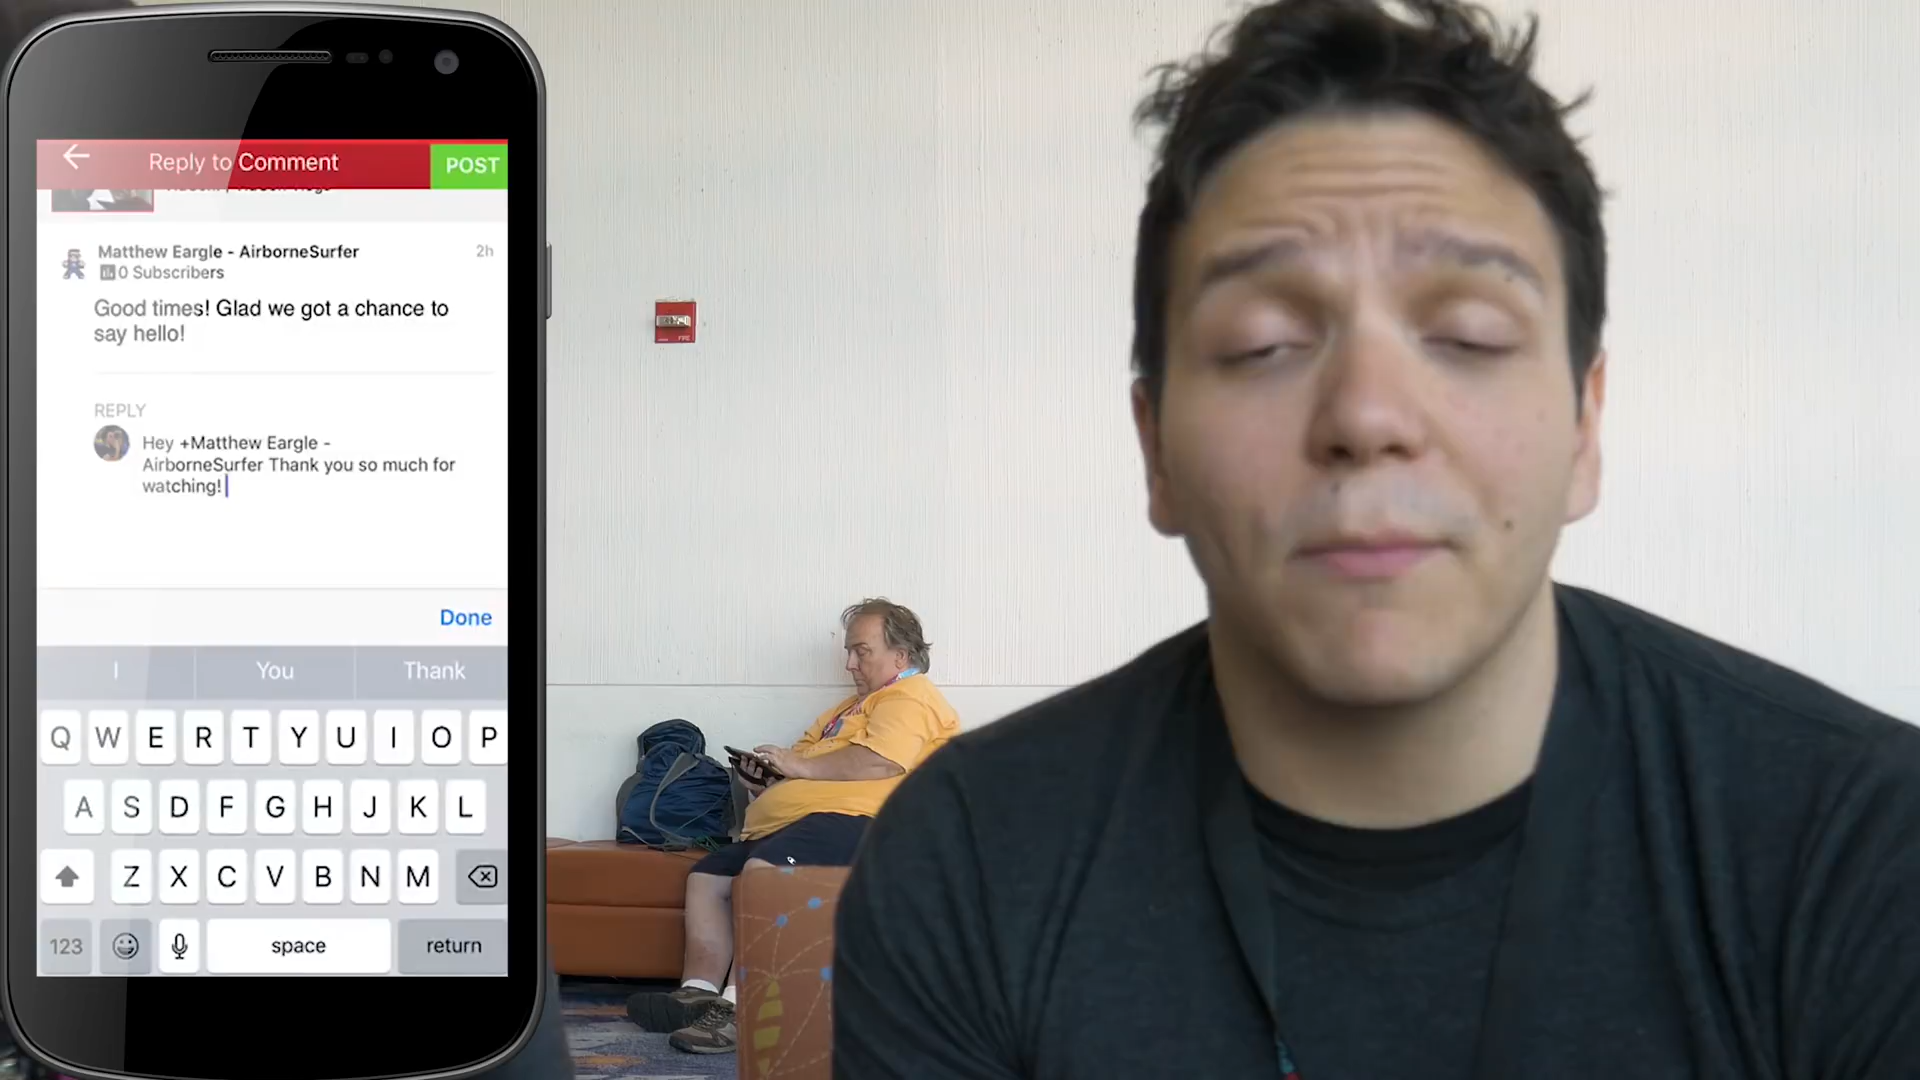 Reply to Comment
POST
Matthew Eargle - AirborneSurfer
2h
0 Subscribers
Good times! Glad we got a chance to
say hello!
REPLY
Hey +Matthew Eargle -
AirborneSurfer Thank you so much for
watching!
Done
I
You
Thank
Q W E R T Y U I O P
A S D F G H J K L
Z X C V B N M
123
space
return
FIRE